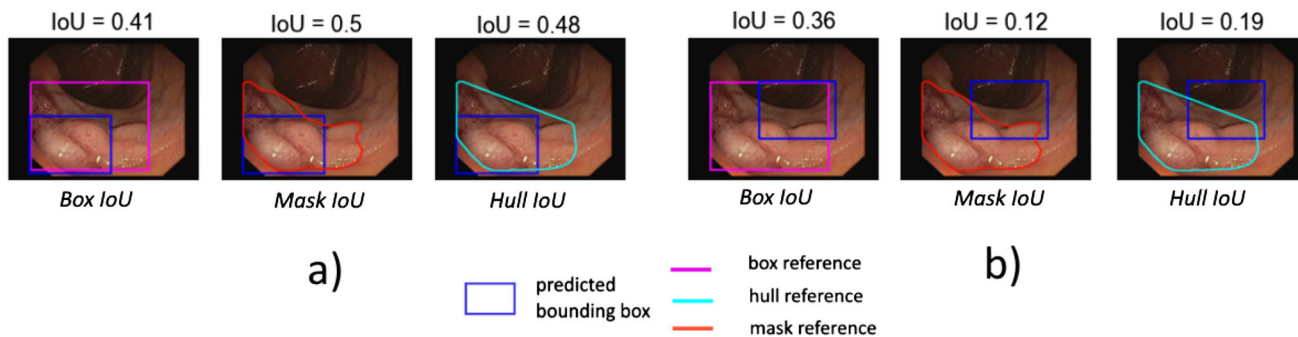 IoU = 0.41
IoU = 0.5
IoU = 0.48
IoU = 0.36
IoU = 0.12
IoU = 0.19
Box IoU
Mask IoU
Hull IoU
Box IoU
Mask IoU
Hull IoU
a)
b)
predicted
bounding box
box reference
hull reference
mask reference